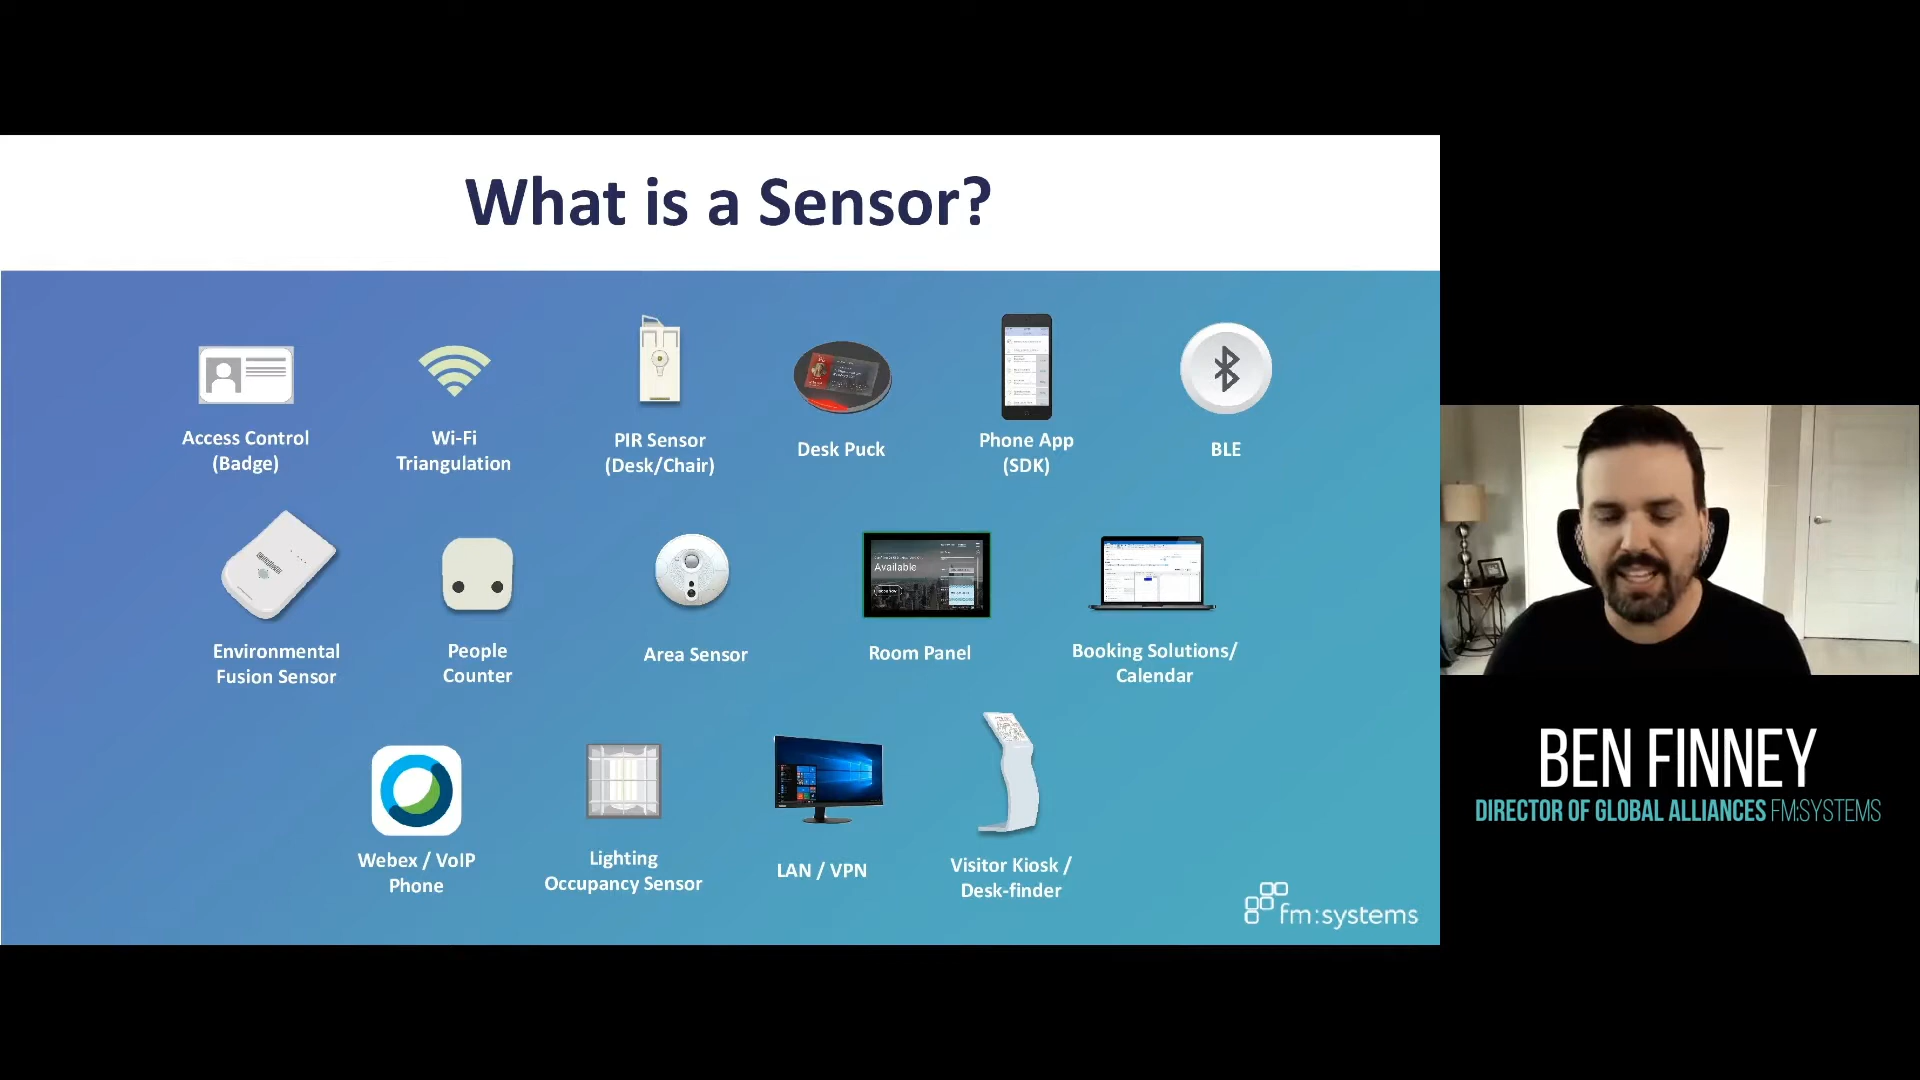 What is a Sensor?
Access Control
(Badge)
Wi-Fi
Triangulation
PIR Sensor
(Desk/Chair)
Desk Puck
Phone App
(SDK)
BLE
Available
Environmental
Fusion Sensor
People
Counter
Area Sensor
Room Panel
Booking Solutions/
Calendar
Webex / VoIP
Phone
Lighting
Occupancy Sensor
LAN / VPN
Visitor Kiosk /
Desk-finder
fm:systems
BEN FINNEY
DIRECTOR OF GLOBAL ALLIANCES FM:SYSTEMS